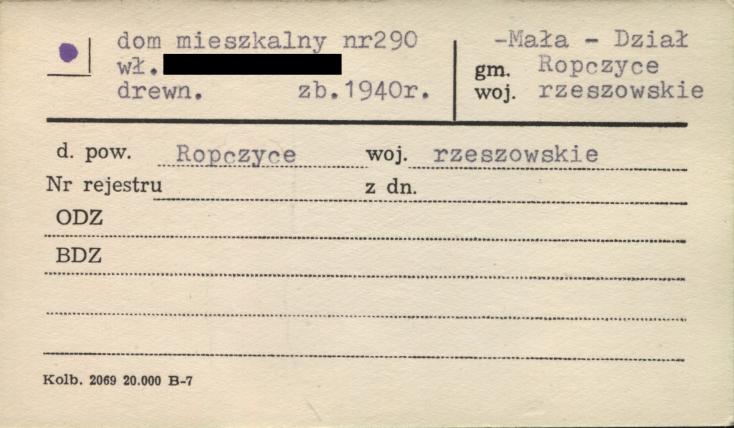 dom mieszkalny nr290
wł.
drewn. zb.1940r.
-Mała - Dział
gm. Ropczyce
woj. rzeszowskie
d. pow. Ropczyce woj. rzeszowskie
Nr rejestru z dn.
ODZ
BDZ
Kolb. 2069 20.000 B-7